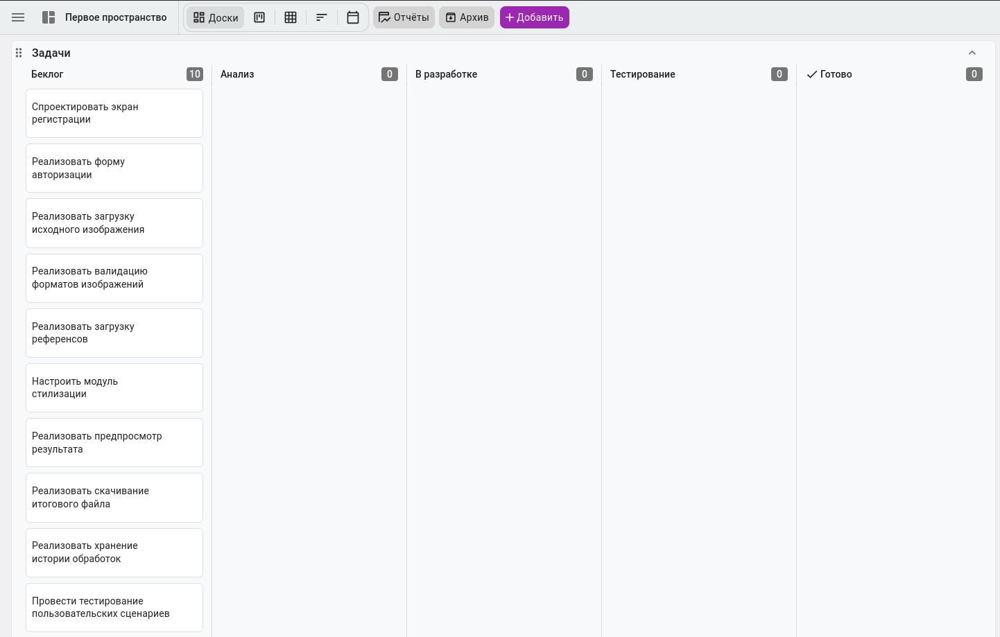 Первое пространство
Доски
Отчёты
Архив
Добавить
Задачи
Беклог 10
Анализ 0
В разработке 0
Тестирование 0
Готово 0
Спроектировать экран
регистрации
Реализовать форму
авторизации
Реализовать загрузку
исходного изображения
Реализовать валидацию
форматов изображений
Реализовать загрузку
референсов
Настроить модуль
стилизации
Реализовать предпросмотр
результата
Реализовать скачивание
итогового файла
Реализовать хранение
истории обработок
Провести тестирование
пользовательских сценариев